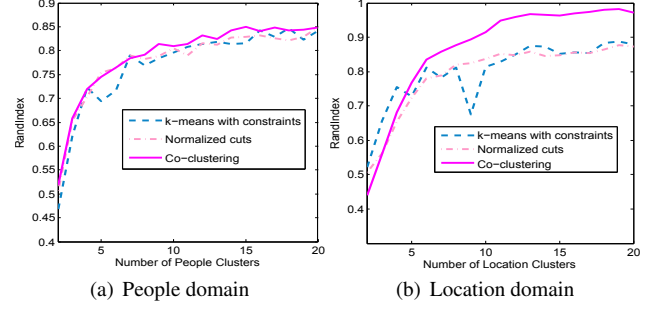 0.9
0.85
0.8
0.75
0.7
0.65
0.6
0.55
0.5
0.45
0.4
RandIndex
k−means with constraints
Normalized cuts
Co−clustering
5 10 15 20
Number of People Clusters
(a) People domain
1
0.9
0.8
0.7
0.6
0.5
0.4
RandIndex
k−means with constraints
Normalized cuts
Co−clustering
5 10 15 20
Number of Location Clusters
(b) Location domain